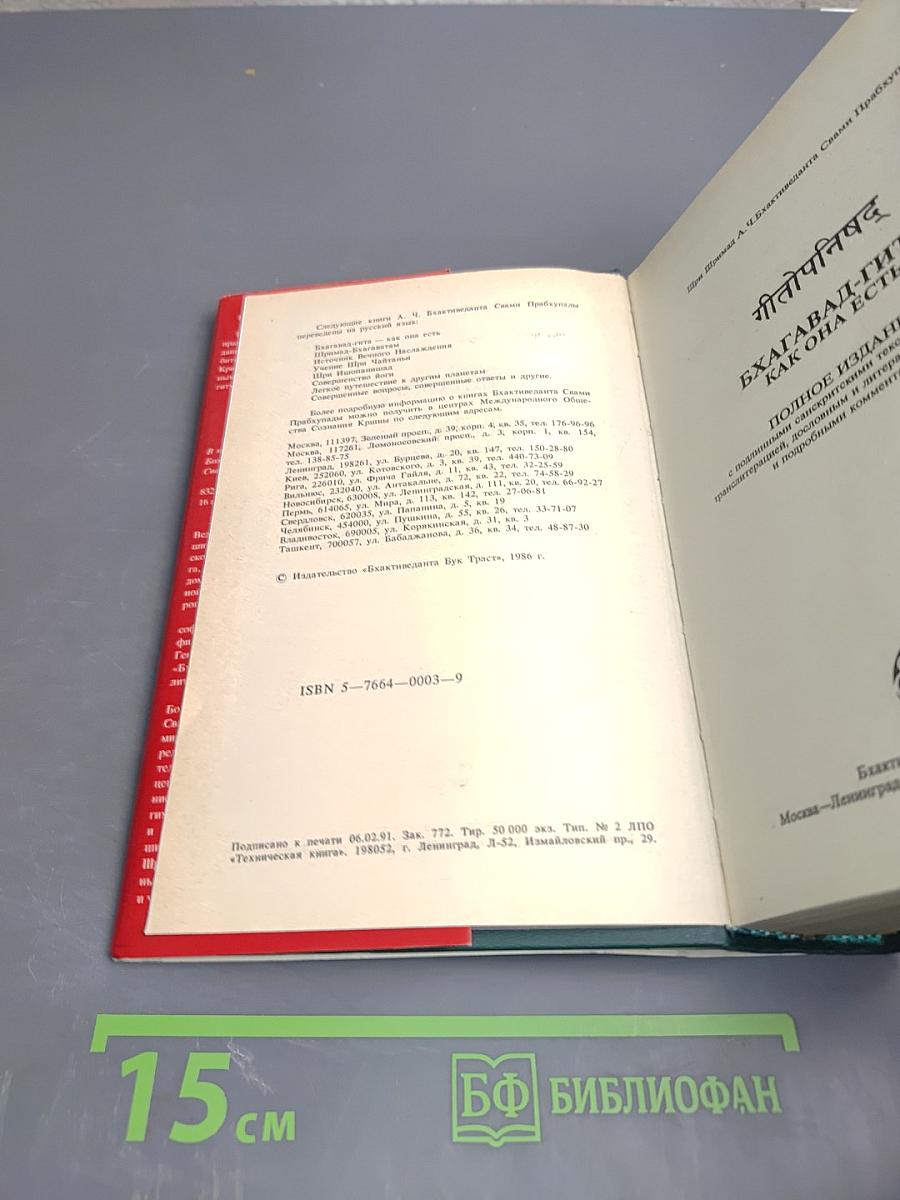 Следующие книги А. Ч. Бхактиведанта Свами Прабхупады
переведены на русский язык:
Бхагавад-гита — как она есть
Шримад-Бхагаватам
Источник Вечного Наслаждения
Учение Шри Чайтаньи
Шри Ишопанишад
Совершенство йоги
Легкое путешествие к другим планетам
Совершенные вопросы, совершенные ответы и другие.
Более подробную информацию о книгах Бхактиведанта Свами
Прабхупады можно получить в центрах Международного Обще-
ства Сознания Кришны по следующим адресам.
Москва, 111397, Зеленый просп., д. 39; корп. 4, кв. 35, тел. 176-96-96
Москва, 117261, Ломоносовский просп., д. 3, корп. 1, кв. 154,
тел. 138-85-75
Ленинград, 198261, ул. Бурцева, д. 20, кв. 147, тел. 150-28-80
Киев, 252060, ул. Котовского, д. 3, кв. 39, тел. 440-73-09
Рига, 226010, ул. Фрича Гайля, д. 11, кв. 43, тел. 32-25-59
Вильнюс, 232040, ул. Антакальне, д. 72, кв. 22, тел. 74-58-29
Новосибирск, 630008, ул. Ленинградская, д. 111, кв. 20, тел. 66-92-27
Пермь, 614065, ул. Мира, д. 113, кв. 142, тел. 27-06-81
Свердловск, 620035, ул. Папанина, д. 5, кв. 19
Челябинск, 454000, ул. Пушкина, д. 55, кв. 26, тел. 33-71-07
Владивосток, 690005, ул. Корякинская, д. 31, кв. 3
Ташкент, 700057, ул. Бабаджанова, д. 36, кв. 34, тел. 48-87-30
© Издательство «Бхактиведанта Бук Траст», 1986 г.
ISBN 5—7664—0003—9
Подписано к печати 06.02.91. Зак. 772. Тир. 50 000 экз. Тип. № 2 ЛПО
«Техническая книга». 198052, г. Ленинград, Л-52, Измайловский пр., 29.
Шри Шримад А.Ч.Бхактиведанта Свами Прабхуп
गीतोपनिषद्
БХАГАВАД-ГИТ
КАК ОНА ЕСТЬ
ПОЛНОЕ ИЗДАНИ
с подлинными санскритскими текс
транслитерацией, дословным и литера
и подробными коммент
Бхакти
Москва—Ленинград
15 см
БФ БИБЛИОФАН